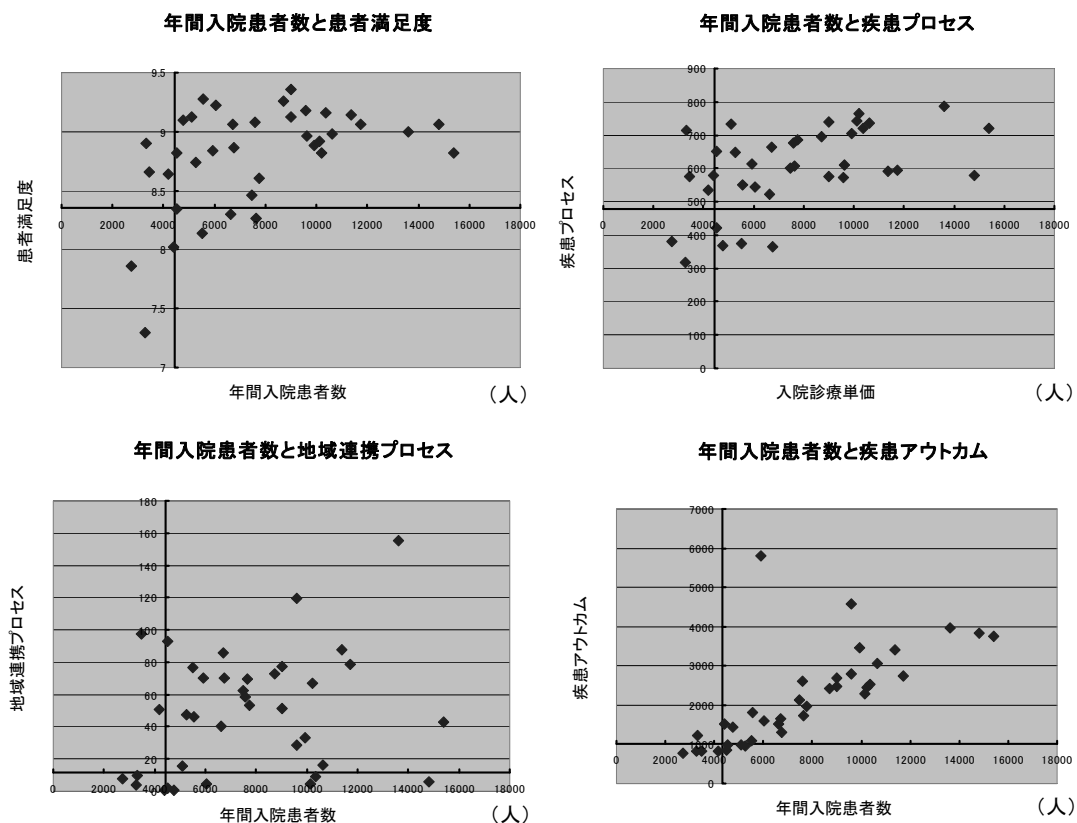 年間入院患者数と患者満足度
9.5
9
8.5
8
7.5
7
0 2000 4000 6000 8000 10000 12000 14000 16000 18000
患者満足度
年間入院患者数
（人）
年間入院患者数と疾患プロセス
900
800
700
600
500
400
300
200
100
0
0 2000 4000 6000 8000 10000 12000 14000 16000 18000
疾患プロセス
入院診療単価
（人）
年間入院患者数と地域連携プロセス
180
160
140
120
100
80
60
40
20
0
0 2000 4000 6000 8000 10000 12000 14000 16000 18000
地域連携プロセス
年間入院患者数
（人）
年間入院患者数と疾患アウトカム
7000
6000
5000
4000
3000
2000
1000
0
0 2000 4000 6000 8000 10000 12000 14000 16000 18000
疾患アウトカム
年間入院患者数
（人）